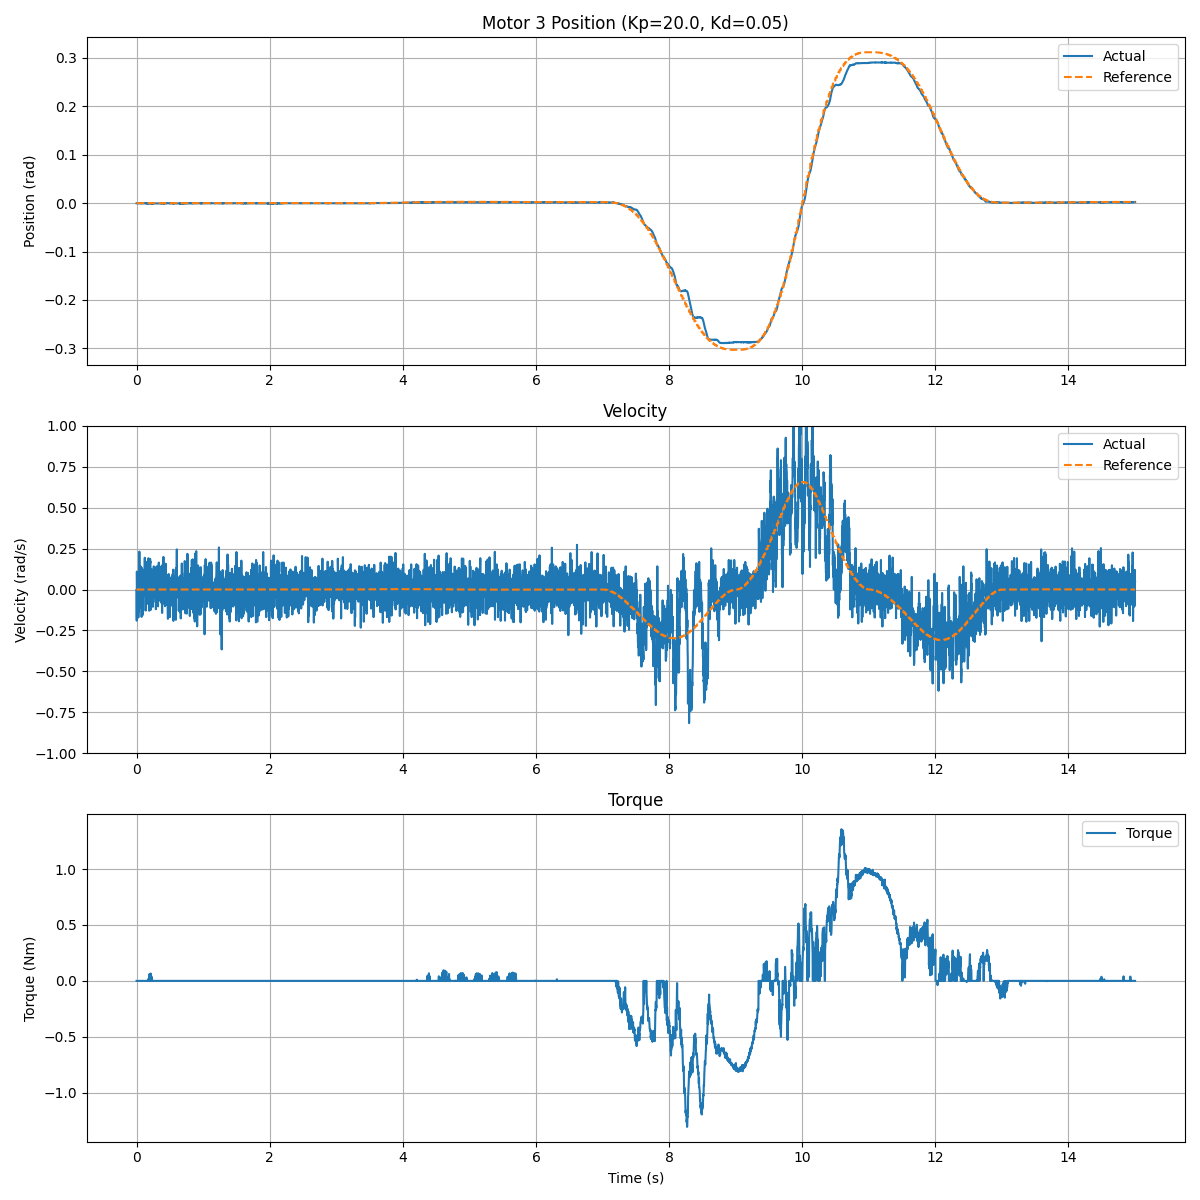 Motor 3 Position (Kp=20.0, Kd=0.05)
Position (rad)
0.3
0.2
0.1
0.0
−0.1
−0.2
−0.3
Actual
Reference
0 2 4 6 8 10 12 14
Velocity
Velocity (rad/s)
1.00
0.75
0.50
0.25
0.00
−0.25
−0.50
−0.75
−1.00
Actual
Reference
0 2 4 6 8 10 12 14
Torque
Torque (Nm)
1.0
0.5
0.0
−0.5
−1.0
Torque
0 2 4 6 8 10 12 14
Time (s)